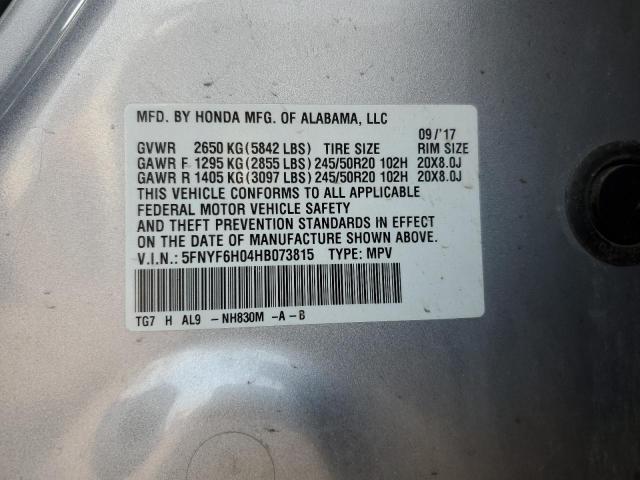 MFD. BY HONDA MFG. OF ALABAMA, LLC
09/'17
GVWR 2650 KG(5842 LBS) TIRE SIZE RIM SIZE
GAWR F 1295 KG(2855 LBS)245/50R20 102H 20X8.0J
GAWR R 1405 KG(3097 LBS)245/50R20 102H 20X8.0J
THIS VEHICLE CONFORMS TO ALL APPLICABLE
FEDERAL MOTOR VEHICLE SAFETY
AND THEFT PREVENTION STANDARDS IN EFFECT
ON THE DATE OF MANUFACTURE SHOWN ABOVE.
V.I.N.:5FNYF6H04HB073815 TYPE: MPV
TG7 H AL9 - NH830M -A - B